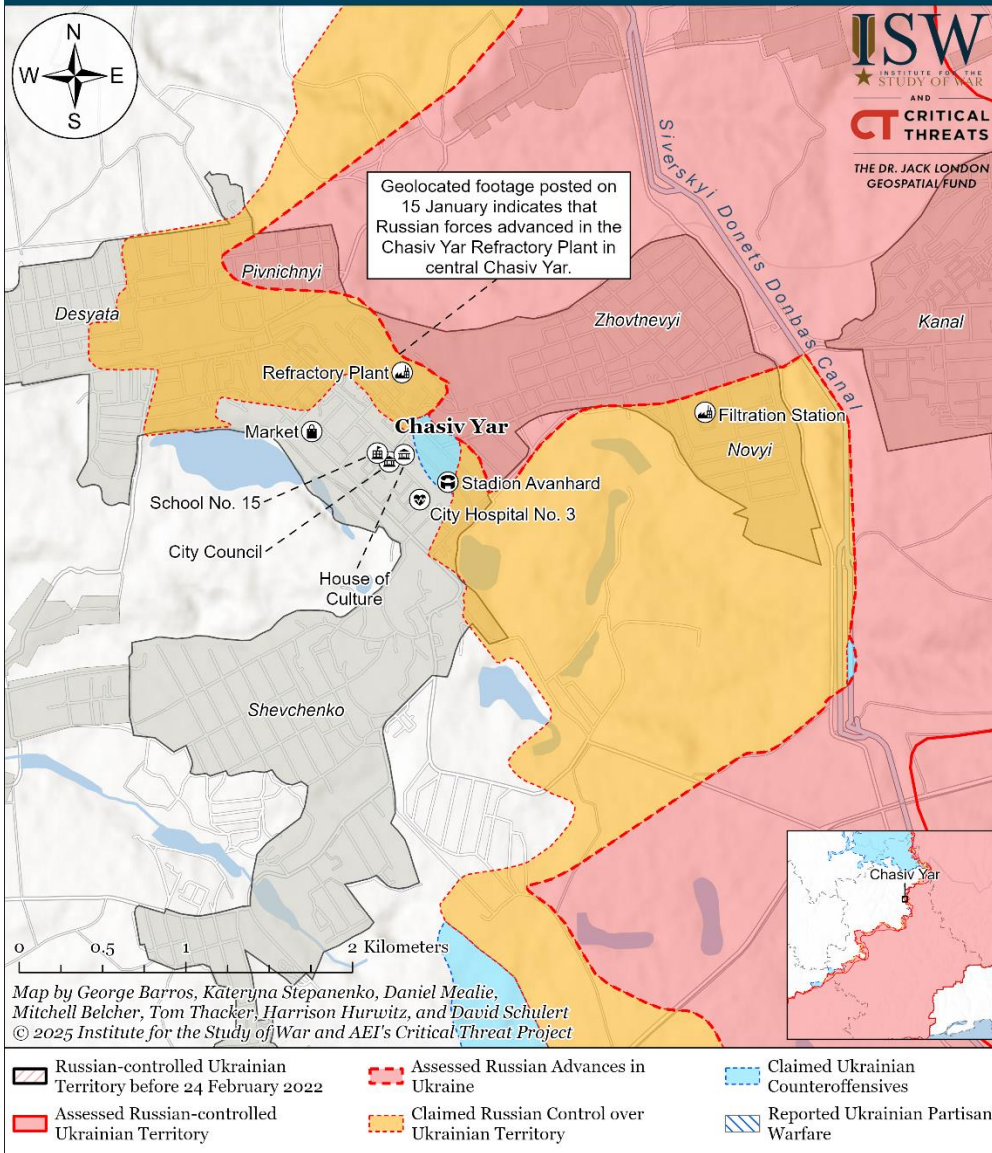 N
W
E
S
ISW
INSTITUTE FOR THE
STUDY OF WAR
AND
CT CRITICAL
THREATS
THE DR. JACK LONDON
GEOSPATIAL FUND
Siverskyi Donets Donbas Canal
Geolocated footage posted on
15 January indicates that
Russian forces advanced in the
Chasiv Yar Refractory Plant in
central Chasiv Yar.
Pivnichnyi
Desyata
Zhovtnevyi
Kanal
Refractory Plant
Filtration Station
Chasiv Yar
Market
Novyi
Stadion Avanhard
School No. 15
City Hospital No. 3
City Council
House of
Culture
Shevchenko
Chasiv Yar
0 0.5 1 2 Kilometers
Map by George Barros, Kateryna Stepanenko, Daniel Mealie,
Mitchell Belcher, Tom Thacker, Harrison Hurwitz, and David Schulert
© 2025 Institute for the Study of War and AEI's Critical Threat Project
Russian-controlled Ukrainian
Territory before 24 February 2022
Assessed Russian Advances in
Ukraine
Claimed Ukrainian
Counteroffensives
Assessed Russian-controlled
Ukrainian Territory
Claimed Russian Control over
Ukrainian Territory
Reported Ukrainian Partisan
Warfare